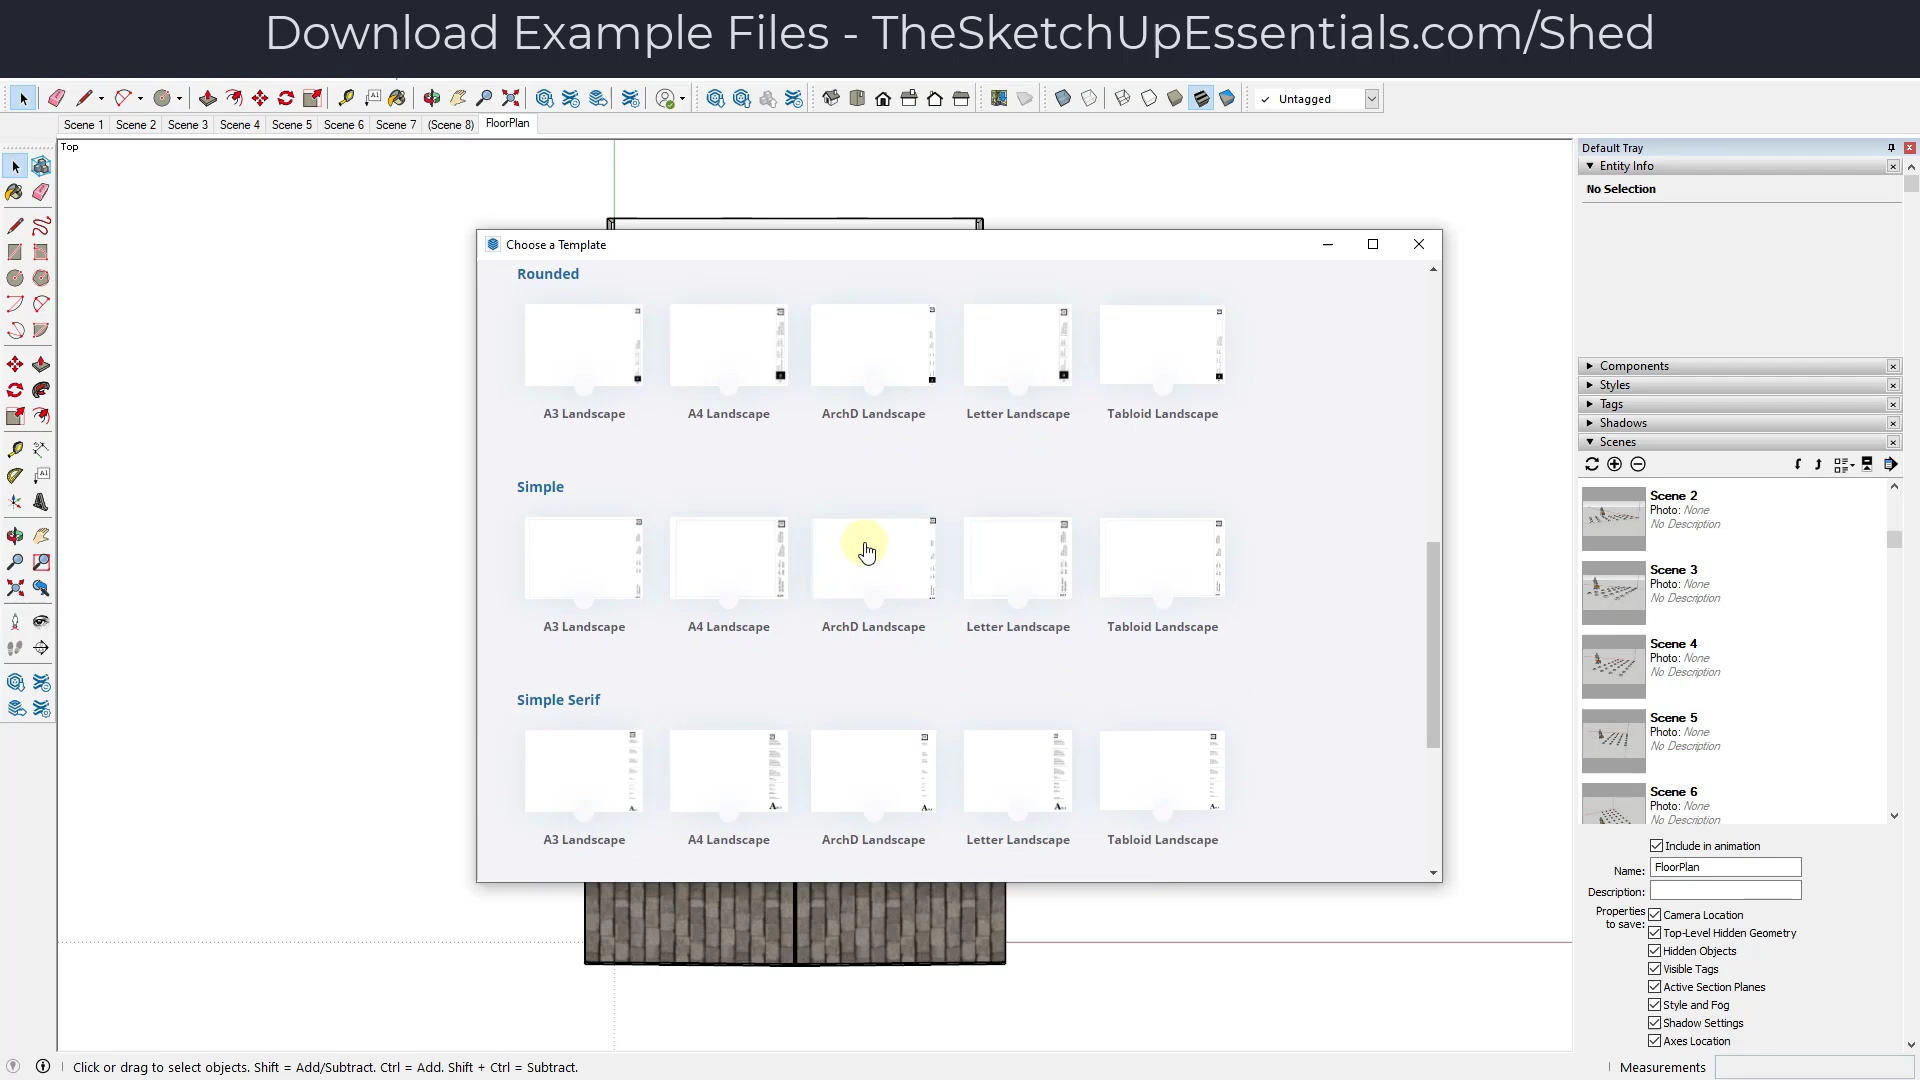 Download Example Files - TheSketchUpEssentials.com/Shed
Untagged
Scene 1 Scene 2 Scene 3 Scene 4 Scene 5 Scene 6 Scene 7 (Scene 8) FloorPlan
Top
Default Tray
Entity Info
No Selection
Choose a Template
Rounded
A3 Landscape A4 Landscape ArchD Landscape Letter Landscape Tabloid Landscape
Simple
A3 Landscape A4 Landscape ArchD Landscape Letter Landscape Tabloid Landscape
Simple Serif
A3 Landscape A4 Landscape ArchD Landscape Letter Landscape Tabloid Landscape
Components
Styles
Tags
Shadows
Scenes
Scene 2
Photo: None
No Description
Scene 3
Photo: None
No Description
Scene 4
Photo: None
No Description
Scene 5
Photo: None
No Description
Scene 6
Photo: None
No Description
Include in animation
Name: FloorPlan
Description:
Properties to save:
Camera Location
Top-Level Hidden Geometry
Hidden Objects
Visible Tags
Active Section Planes
Style and Fog
Shadow Settings
Axes Location
Click or drag to select objects. Shift = Add/Subtract. Ctrl = Add. Shift + Ctrl = Subtract.
Measurements